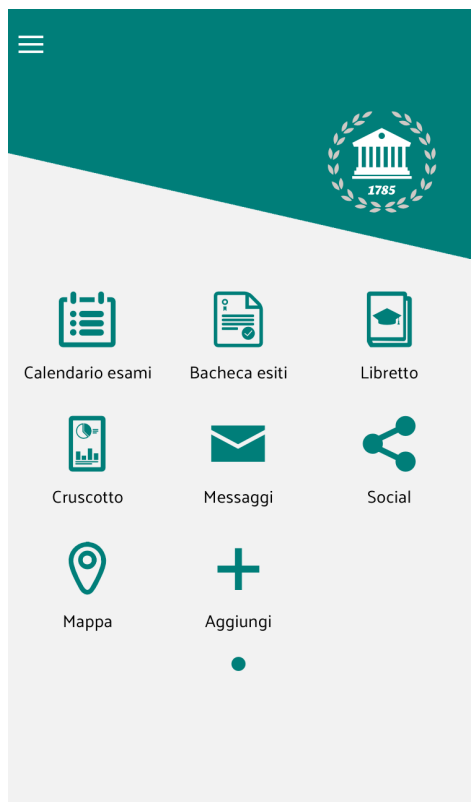 1785
Calendario esami
Bacheca esiti
Libretto
Cruscotto
Messaggi
Social
Mappa
Aggiungi